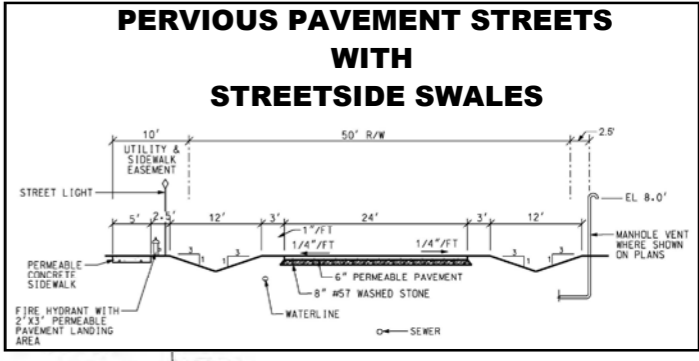 PERVIOUS PAVEMENT STREETS
WITH
STREETSIDE SWALES
10'
50' R/W
2.5'
UTILITY &
SIDEWALK
EASEMENT
STREET LIGHT
EL 8.0'
5'
2.5'
12'
3'
24'
3'
12'
1"/FT
1/4"/FT
1/4"/FT
MANHOLE VENT
WHERE SHOWN
ON PLANS
3
1
3
1
3
1
3
1
PERMEABLE
CONCRETE
SIDEWALK
6" PERMEABLE PAVEMENT
8" #57 WASHED STONE
WATERLINE
FIRE HYDRANT WITH
2'X3' PERMEABLE
PAVEMENT LANDING
AREA
SEWER